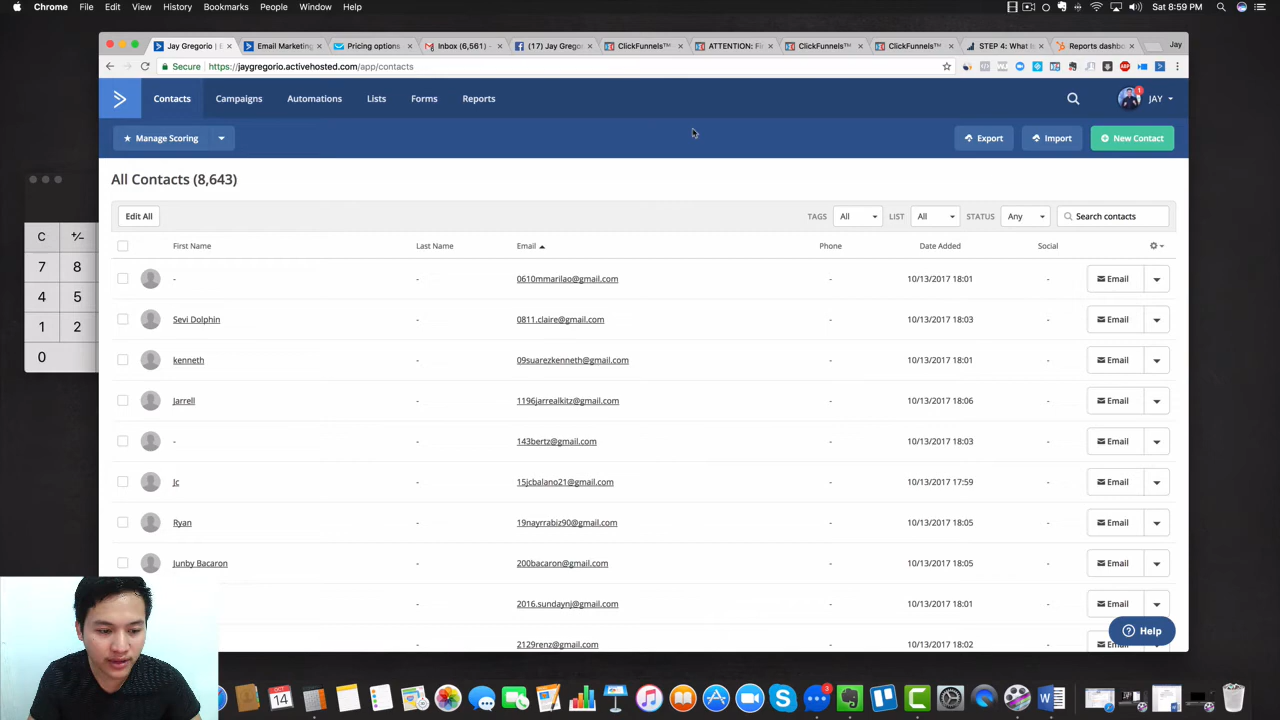 Chrome File Edit View History Bookmarks People Window Help Sat 8:59 PM
Jay Gregorio | E Email Marketing Pricing options Inbox (6,561) - (17) Jay Grego ClickFunnels™ ATTENTION: Fi ClickFunnels™ ClickFunnels™ STEP 4: What Is Reports dashbo Jay
Secure https://jaygregorio.activehosted.com/app/contacts
Contacts Campaigns Automations Lists Forms Reports 1 JAY
Manage Scoring Export Import New Contact
All Contacts (8,643)
Edit All TAGS All LIST All STATUS Any Search contacts
First Name Last Name Email Phone Date Added Social
- - 0610mmarilao@gmail.com - 10/13/2017 18:01 - Email
Sevi Dolphin - 0811.claire@gmail.com - 10/13/2017 18:03 - Email
kenneth - 09suarezkenneth@gmail.com - 10/13/2017 18:01 - Email
Jarrell - 1196jarrealkitz@gmail.com - 10/13/2017 18:06 - Email
- - 143bertz@gmail.com - 10/13/2017 18:03 - Email
Jc - 15jcbalano21@gmail.com - 10/13/2017 17:59 - Email
Ryan - 19nayrrabiz90@gmail.com - 10/13/2017 18:05 - Email
Junby Bacaron - 200bacaron@gmail.com - 10/13/2017 18:05 - Email
- 2016.sundaynj@gmail.com - 10/13/2017 18:01 - Email
- 2129renz@gmail.com - 10/13/2017 18:02 - Email
Help
C +/-
7 8
4 5
1 2
0
OCT
14
3